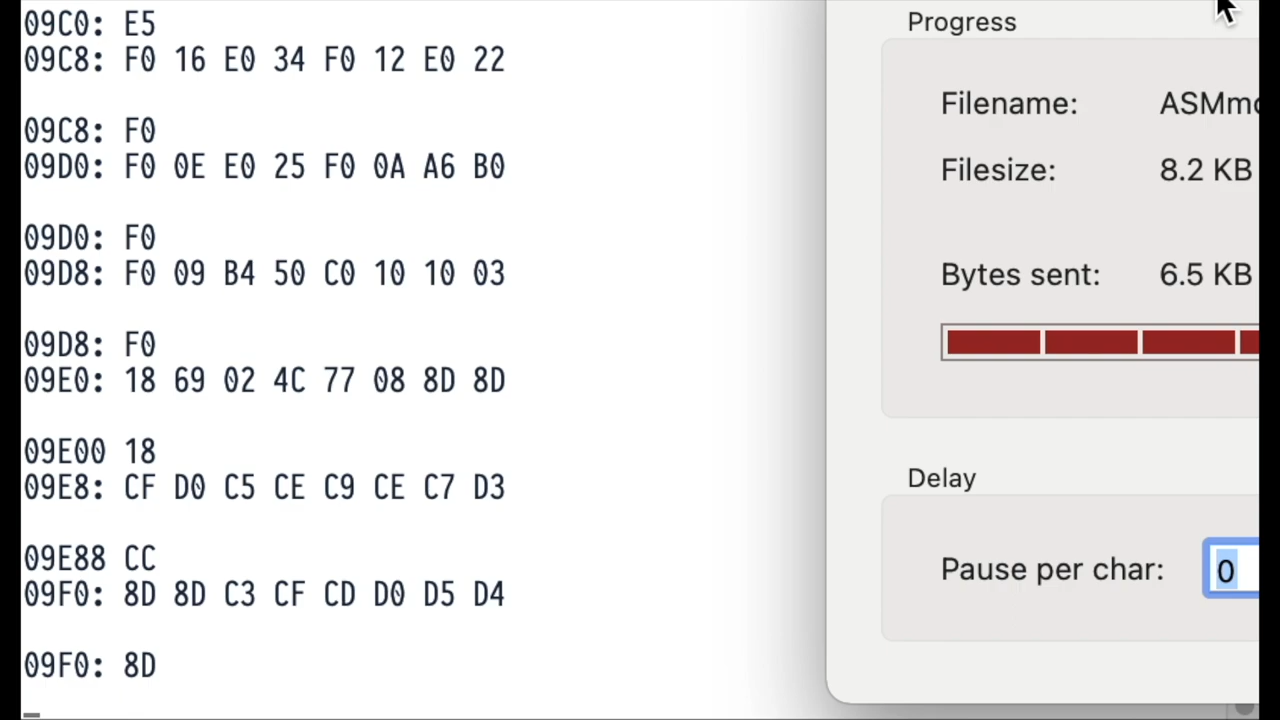 09C0: E5
09C8: F0 16 E0 34 F0 12 E0 22
09C8: F0
09D0: F0 0E E0 25 F0 0A A6 B0
09D0: F0
09D8: F0 09 B4 50 C0 10 10 03
09D8: F0
09E0: 18 69 02 4C 77 08 8D 8D
09E00 18
09E8: CF D0 C5 CE C9 CE C7 D3
09E88 CC
09F0: 8D 8D C3 CF CD D0 D5 D4
09F0: 8D
Progress
Filename: ASMmo
Filesize: 8.2 KB
Bytes sent: 6.5 KB
Delay
Pause per char: 0